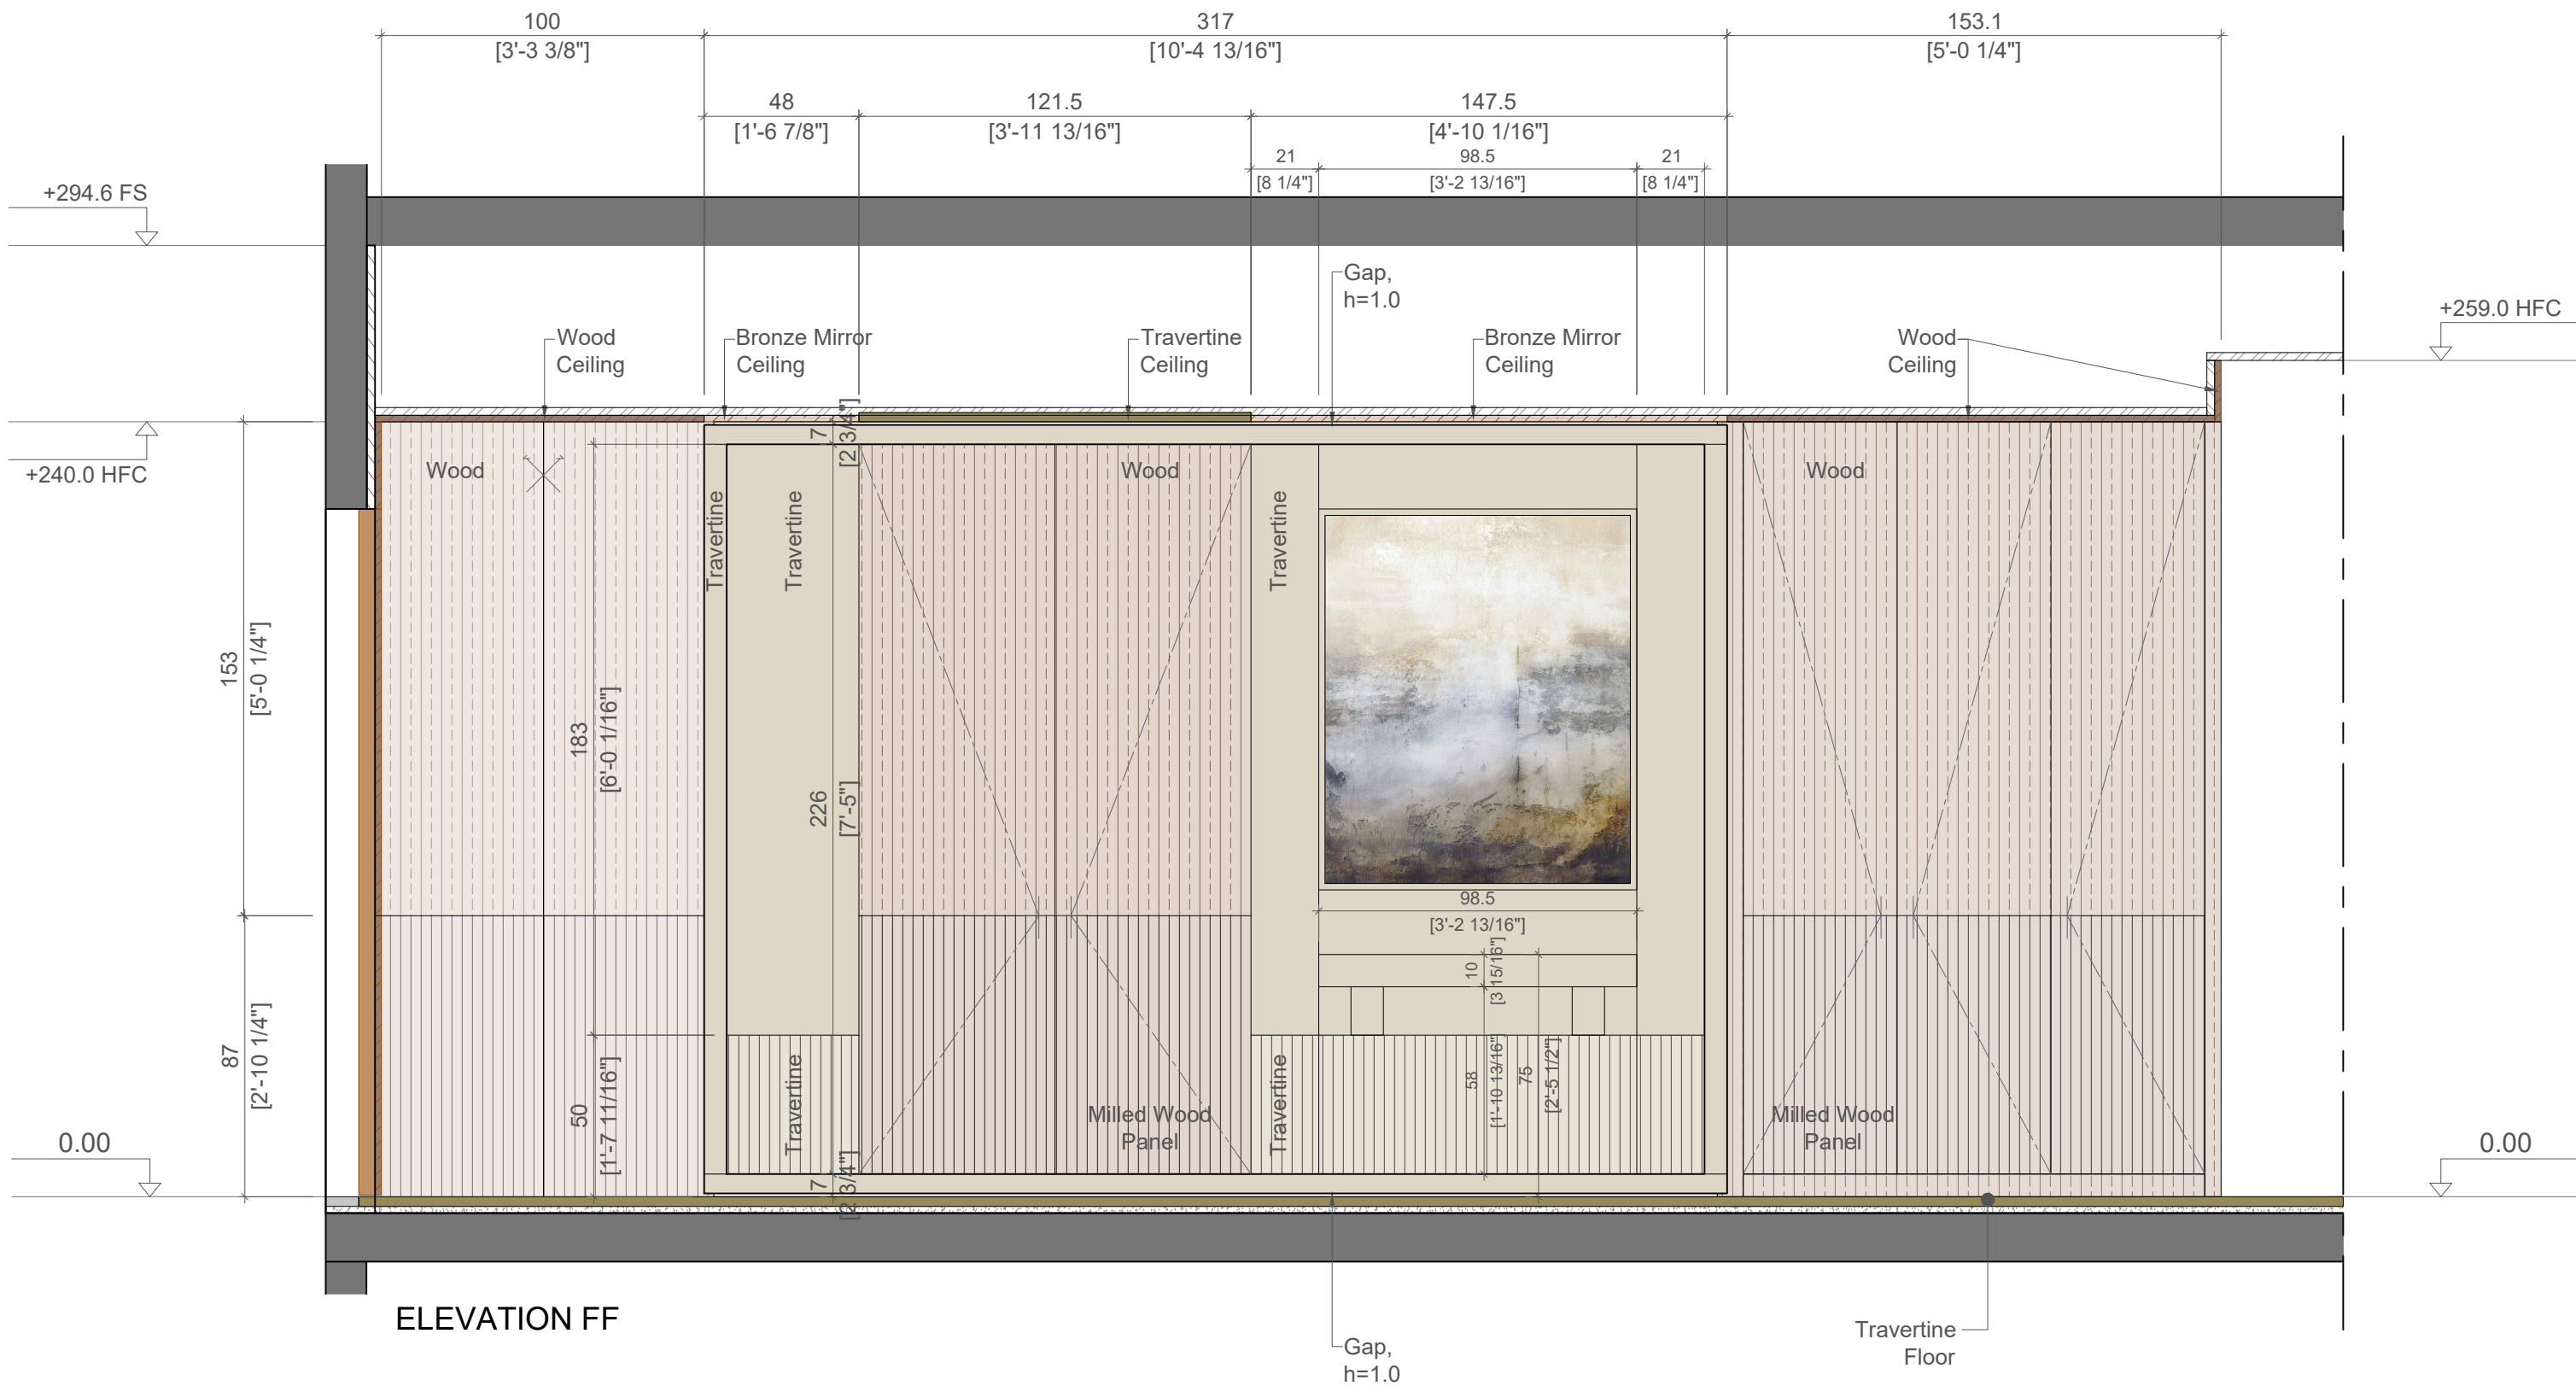 100
[3'-3 3/8"]
317
[10'-4 13/16"]
153.1
[5'-0 1/4"]
48
[1'-6 7/8"]
121.5
[3'-11 13/16"]
147.5
[4'-10 1/16"]
21
[8 1/4"]
98.5
[3'-2 13/16"]
21
[8 1/4"]
+294.6 FS
Gap,
h=1.0
+259.0 HFC
Wood
Ceiling
Bronze Mirror
Ceiling
Travertine
Ceiling
Bronze Mirror
Ceiling
Wood
Ceiling
+240.0 HFC
7
[2 3/4"]
Wood
Wood
Wood
Travertine
Travertine
Travertine
153
[5'-0 1/4"]
183
[6'-0 1/16"]
226
[7'-5"]
98.5
[3'-2 13/16"]
10
[3 15/16"]
87
[2'-10 1/4"]
50
[1'-7 11/16"]
Travertine
Milled Wood
Panel
Travertine
58
[1'-10 13/16"]
75
[2'-5 1/2"]
Milled Wood
Panel
0.00
0.00
7
[2 3/4"]
ELEVATION FF
Gap,
h=1.0
Travertine
Floor